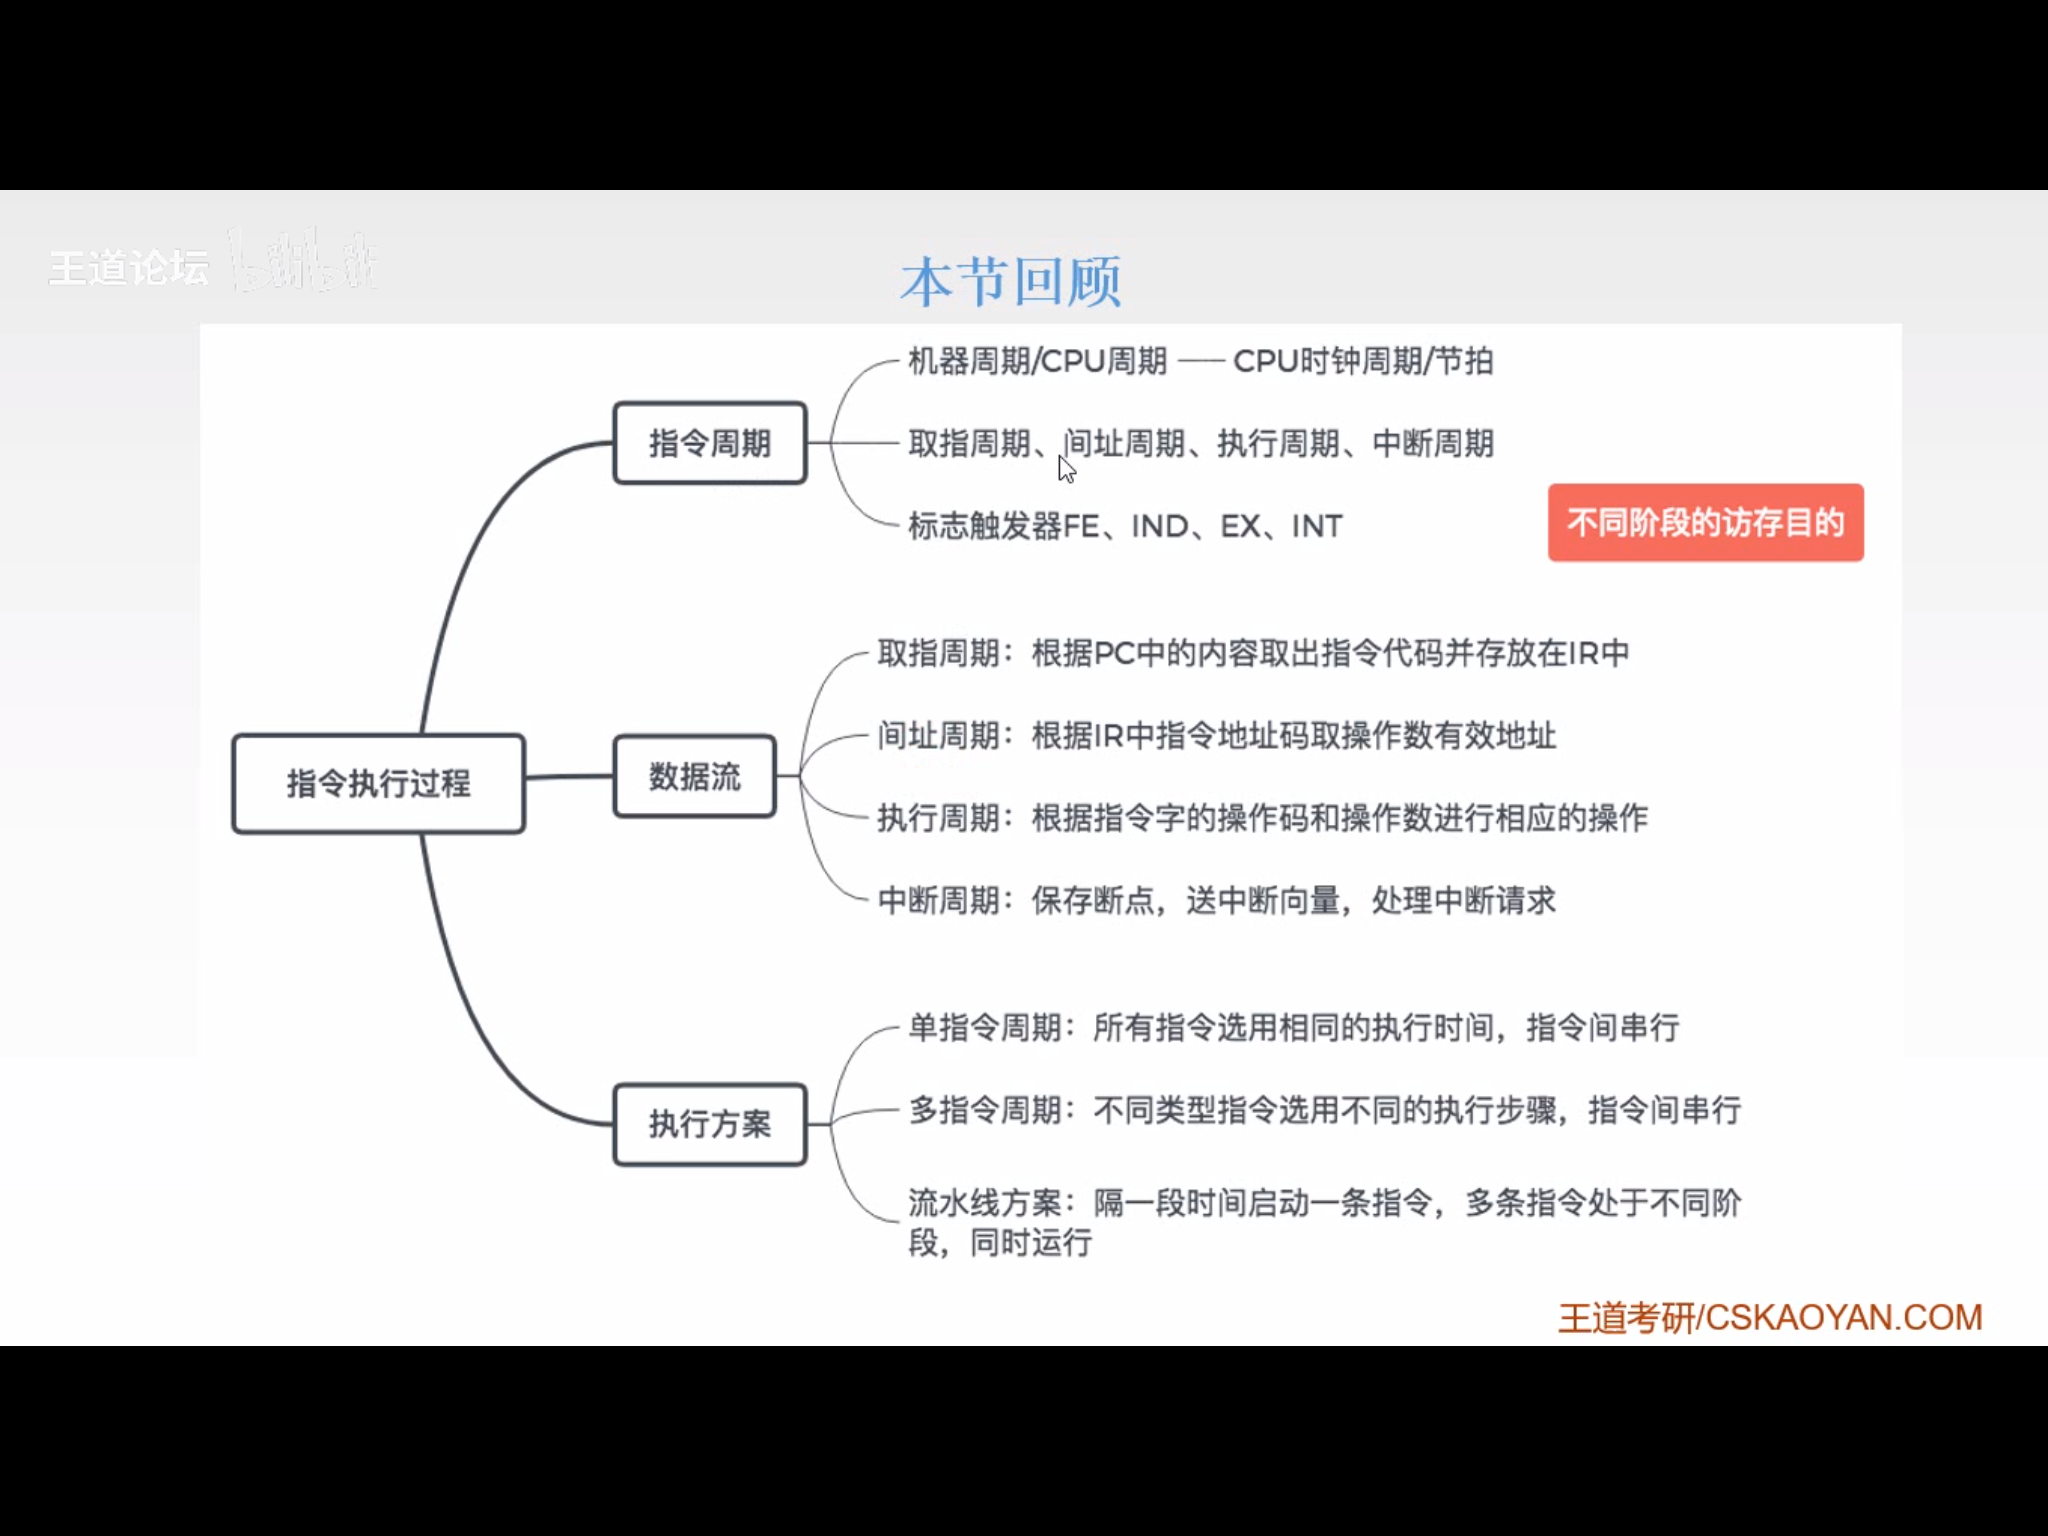 王道论坛 bilibili
本节回顾
机器周期/CPU周期 —— CPU时钟周期/节拍
指令周期
取指周期、间址周期、执行周期、中断周期
标志触发器FE、IND、EX、INT
不同阶段的访存目的
取指周期：根据PC中的内容取出指令代码并存放在IR中
间址周期：根据IR中指令地址码取操作数有效地址
指令执行过程
数据流
执行周期：根据指令字的操作码和操作数进行相应的操作
中断周期：保存断点，送中断向量，处理中断请求
单指令周期：所有指令选用相同的执行时间，指令间串行
执行方案
多指令周期：不同类型指令选用不同的执行步骤，指令间串行
流水线方案：隔一段时间启动一条指令，多条指令处于不同阶
段，同时运行
王道考研/CSKAOYAN.COM